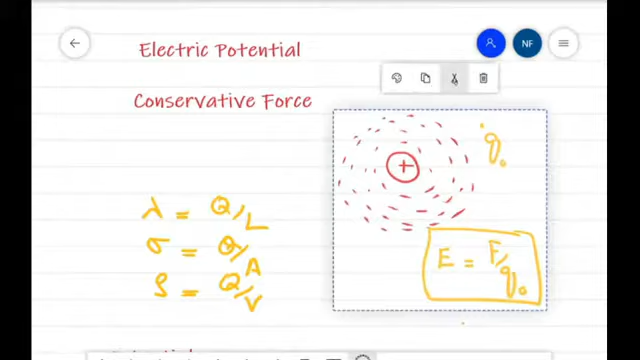 Electric Potential
NF
Conservative Force
+
q₀
λ = Q/L
σ = Q/A
E = F/q₀
ρ = Q/V